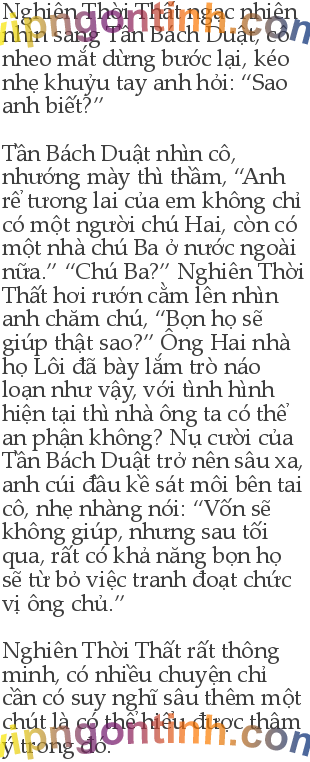 Nghiên Thời Thất ngạc nhiên
nhìn sang Tần Bách Duật, cô
nheo mắt dừng bước lại, kéo
nhẹ khuỷu tay anh hỏi: “Sao
anh biết?”

Tần Bách Duật nhìn cô,
nhướng mày thì thầm, “Anh
rể tương lai của em không chỉ
có một người chú Hai, còn có
một nhà chú Ba ở nước ngoài
nữa.” “Chú Ba?” Nghiên Thời
Thất hơi rướn cằm lên nhìn
anh chăm chú, “Bọn họ sẽ
giúp thật sao?” Ông Hai nhà
họ Lôi đã bày lắm trò náo
loạn như vậy, với tình hình
hiện tại thì nhà ông ta có thể
an phận không? Nụ cười của
Tần Bách Duật trở nên sâu xa,
anh cúi đầu kề sát môi bên tai
cô, nhẹ nhàng nói: “Vốn sẽ
không giúp, nhưng sau tối
qua, rất có khả năng bọn họ
sẽ từ bỏ việc tranh đoạt chức
vị ông chủ.”

Nghiên Thời Thất rất thông
minh, có nhiều chuyện chỉ
cần có suy nghĩ sâu thêm một
chút là có thể hiểu được thâm
ý trong đó.
vipngontinh.com
vipngontinh.com